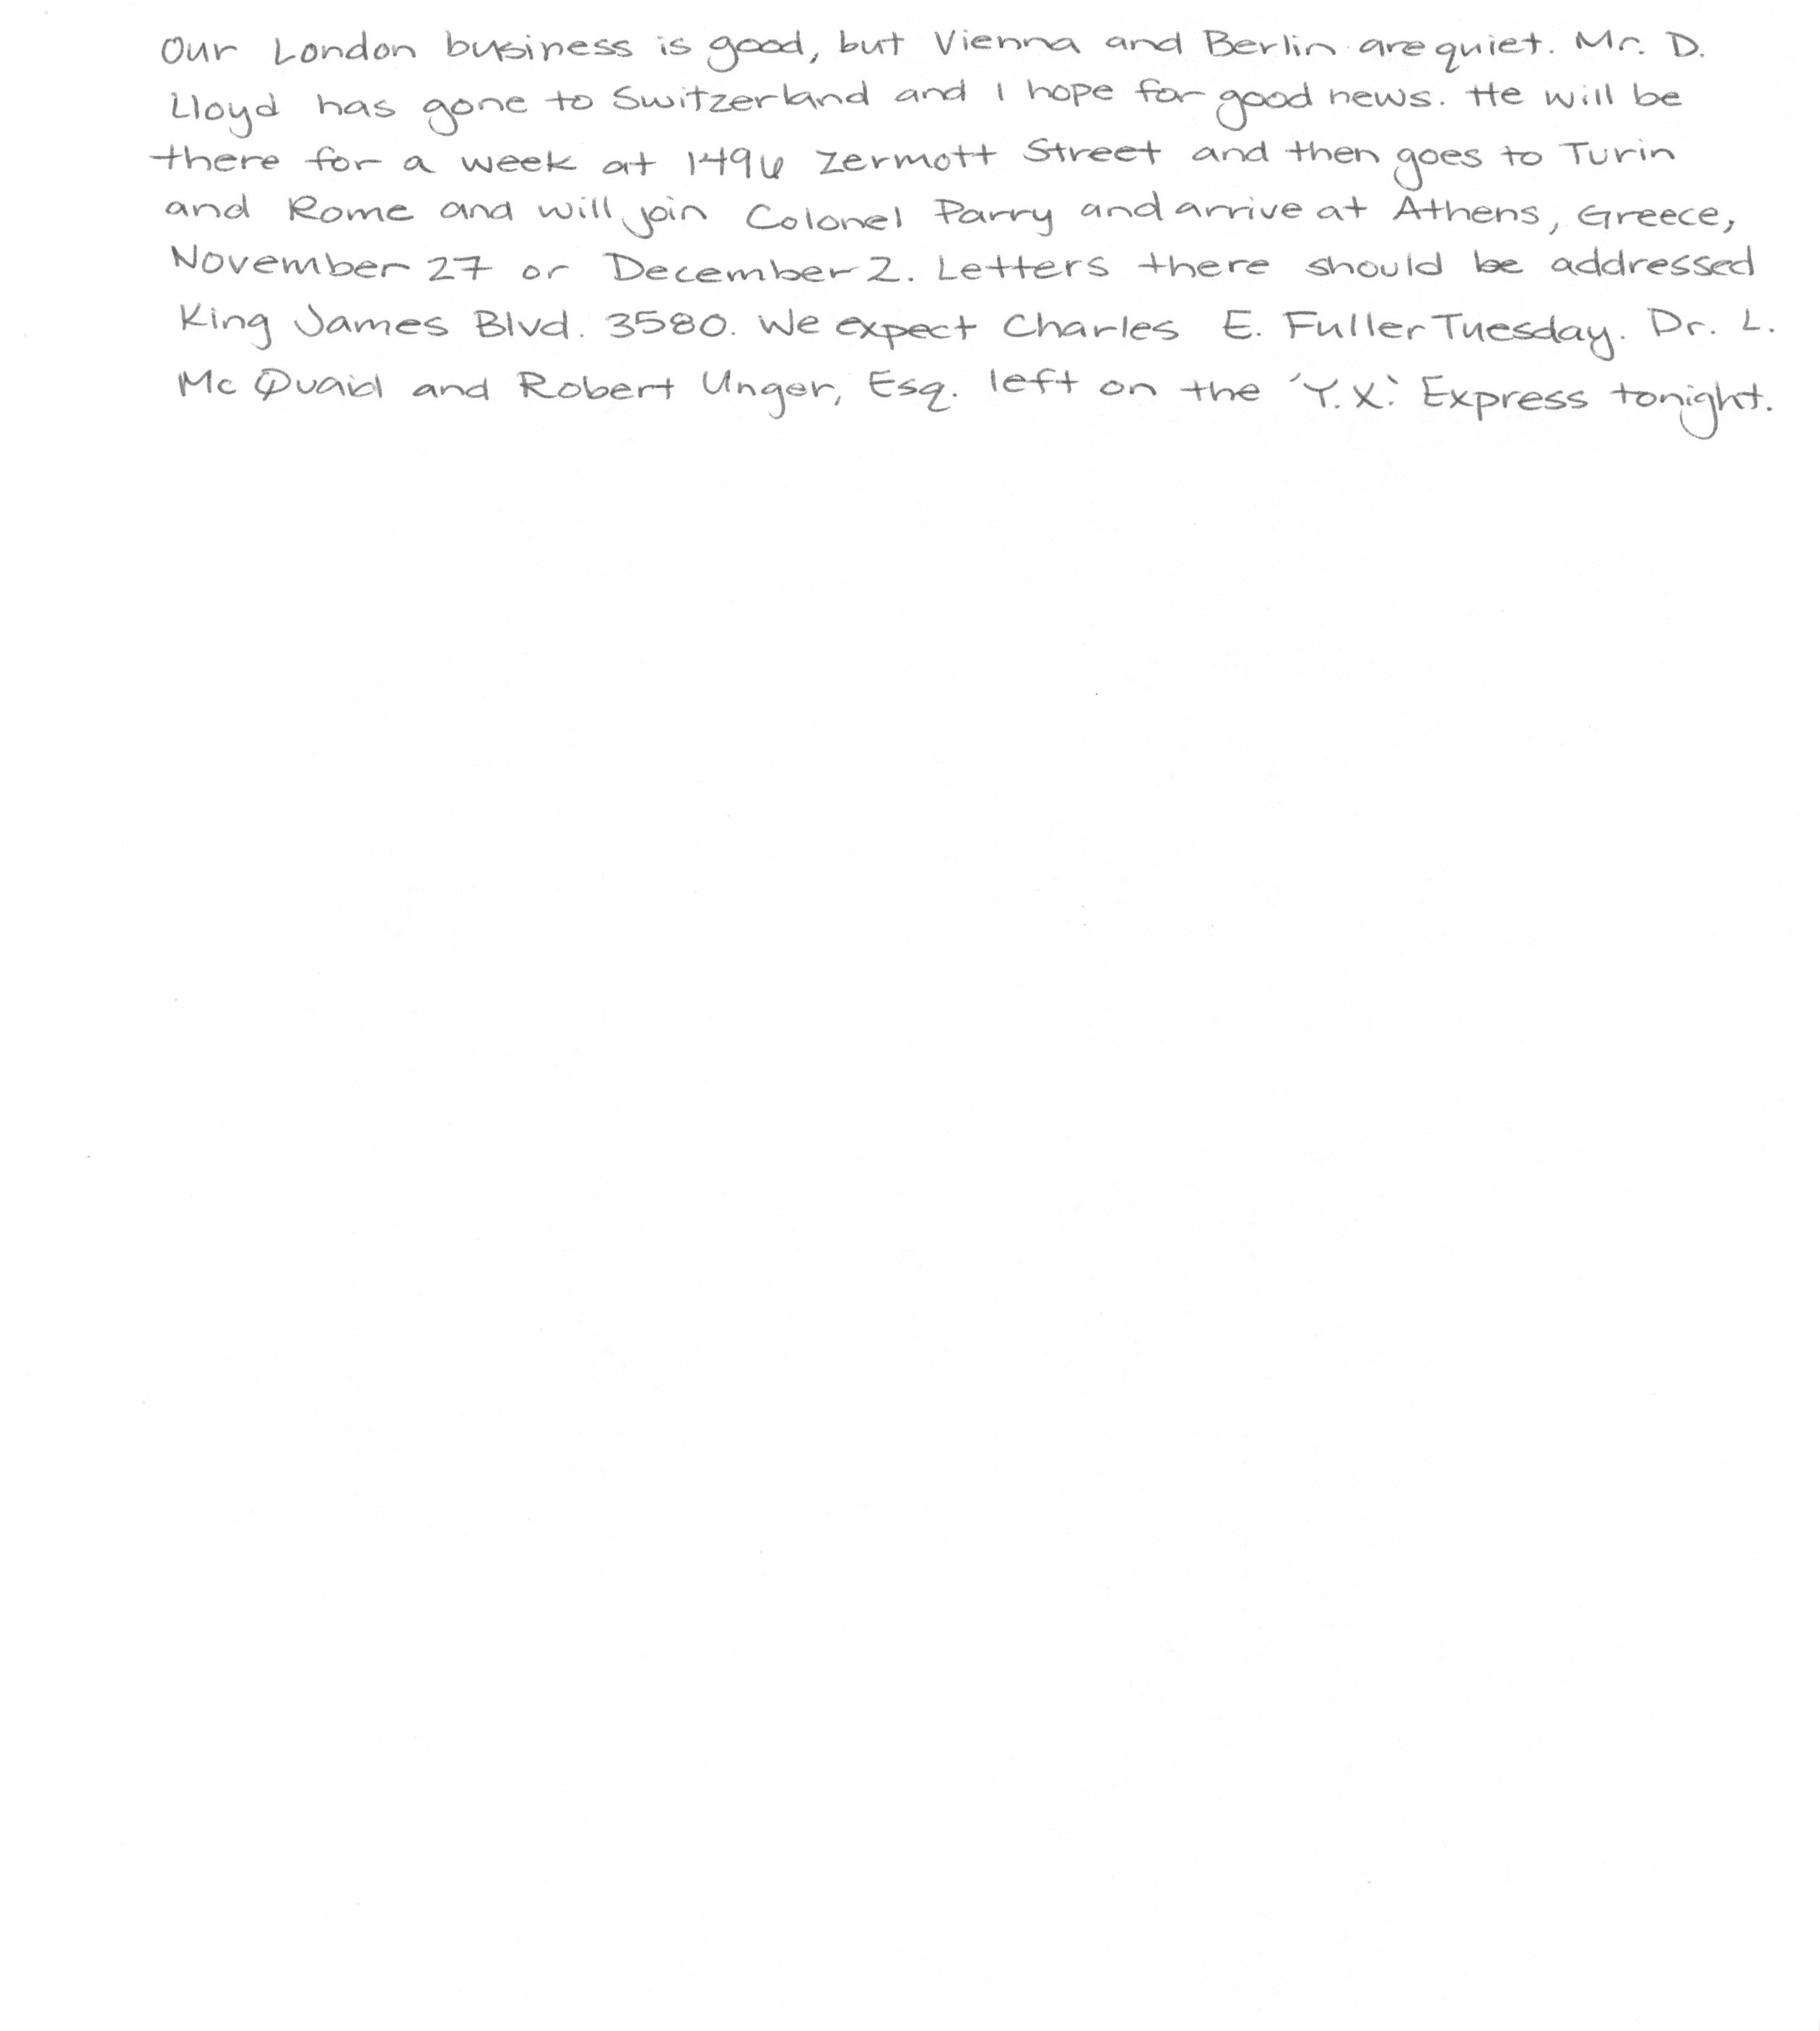 Our London business is good, but Vienna and Berlin are quiet. Mr. D.
Lloyd has gone to Switzerland and I hope for good news. He will be
there for a week at 1496 Zermott Street and then goes to Turin
and Rome and will join Colonel Parry and arrive at Athens, Greece,
November 27 or December 2. Letters there should be addressed
King James Blvd. 3580. We expect Charles E. Fuller Tuesday. Dr. L.
McQuaid and Robert Unger, Esq. left on the 'Y.X.' Express tonight.